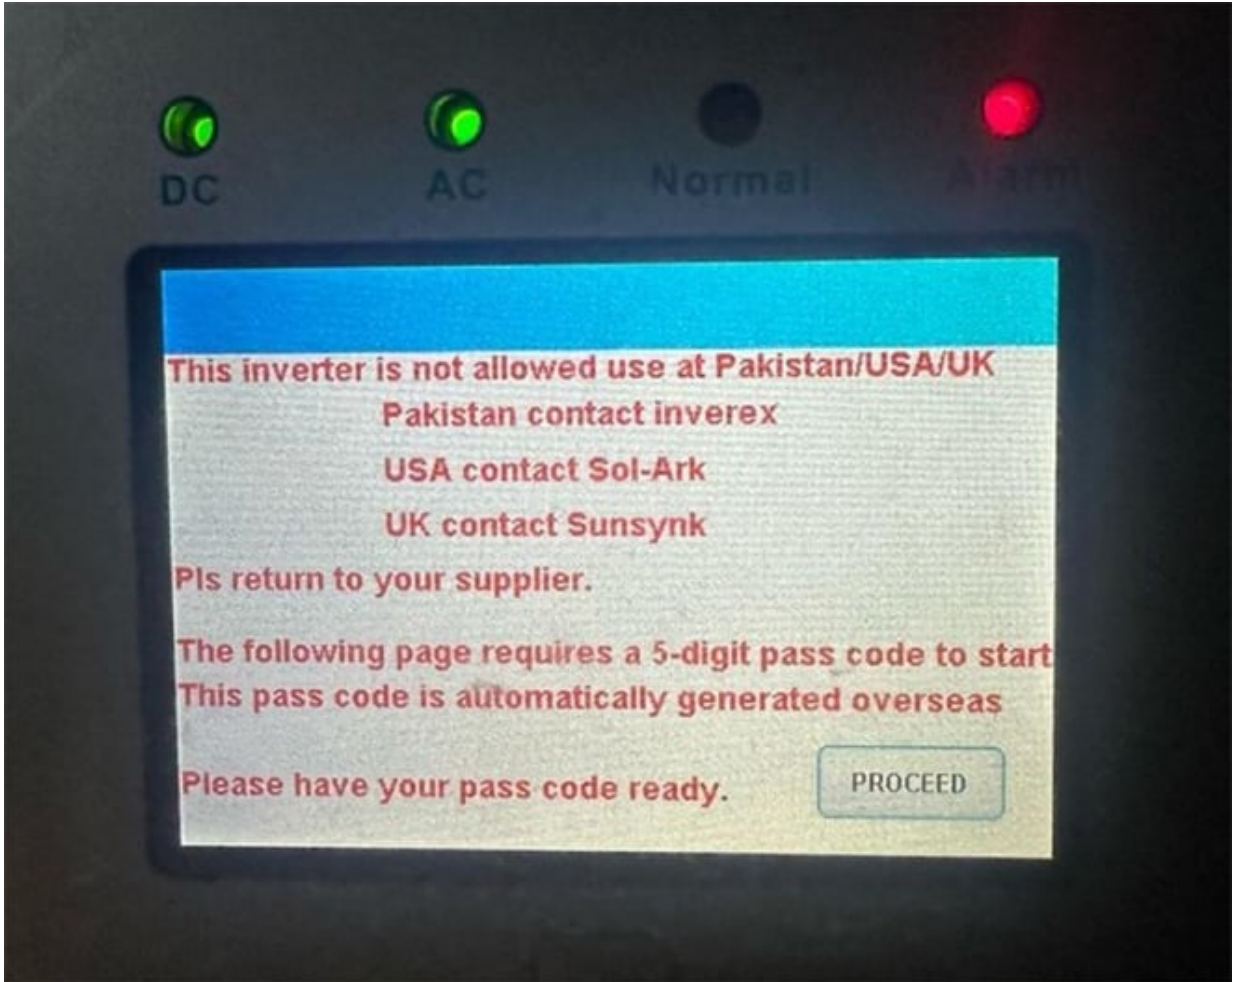 DC AC Normal Alarm
This inverter is not allowed use at Pakistan/USA/UK
Pakistan contact inverex
USA contact Sol-Ark
UK contact Sunsynk
Pls return to your supplier.
The following page requires a 5-digit pass code to start
This pass code is automatically generated overseas
Please have your pass code ready.
PROCEED